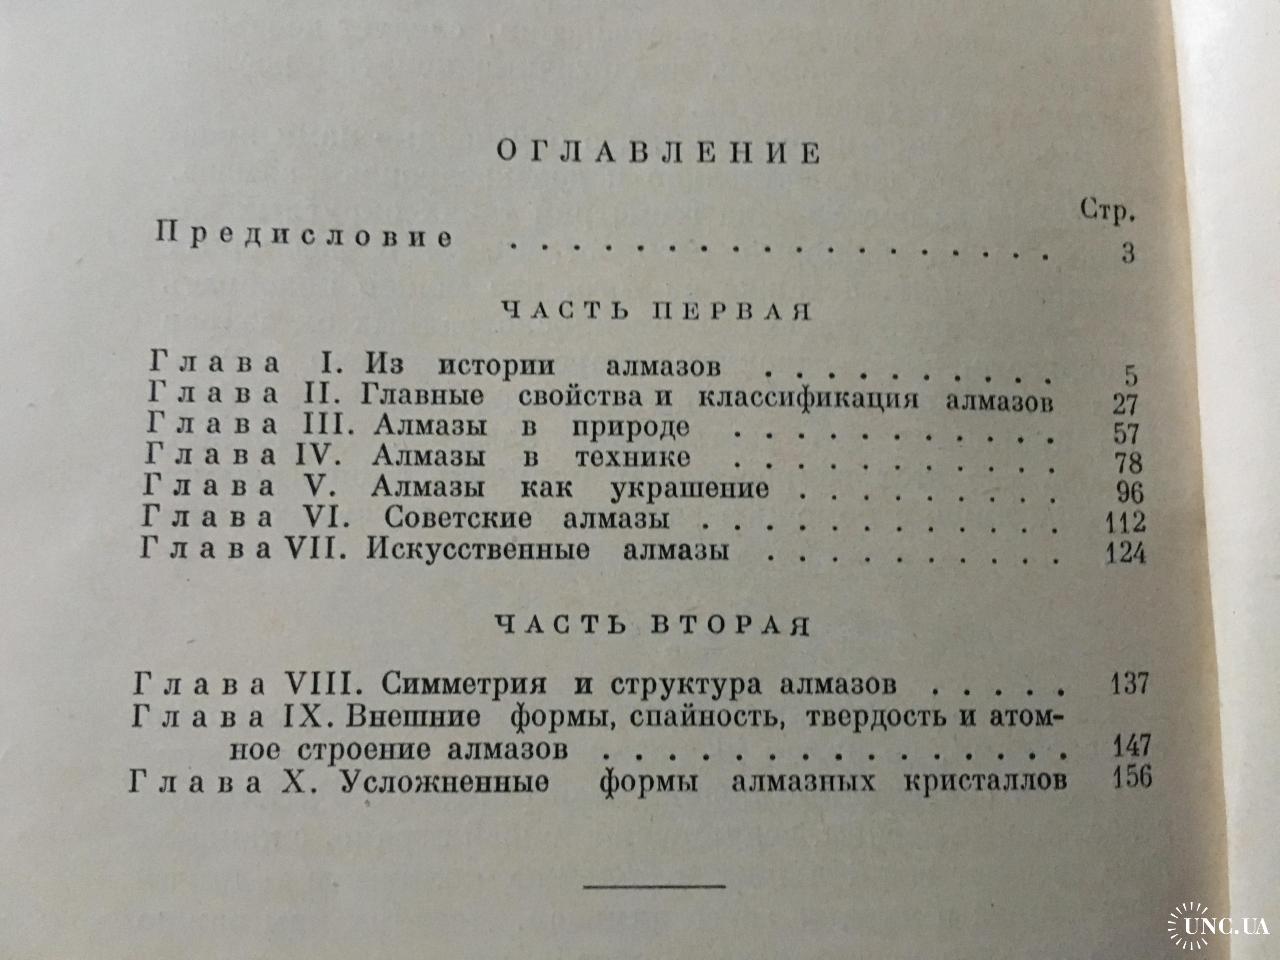 ОГЛАВЛЕНИЕ
Стр.
Предисловие . . . . . . . . . . . . . . . . . . . 3
ЧАСТЬ ПЕРВАЯ
Глава I. Из истории алмазов . . . . . . . . . . 5
Глава II. Главные свойства и классификация алмазов 27
Глава III. Алмазы в природе . . . . . . . . . . . 57
Глава IV. Алмазы в технике . . . . . . . . . . . 78
Глава V. Алмазы как украшение . . . . . . . . . 96
Глава VI. Советские алмазы . . . . . . . . . . . . 112
Глава VII. Искусственные алмазы . . . . . . . . . . 124
ЧАСТЬ ВТОРАЯ
Глава VIII. Симметрия и структура алмазов . . . . . 137
Глава IX. Внешние формы, спайность, твердость и атом-
ное строение алмазов . . . . . . . . . . . . . . . 147
Глава X. Усложненные формы алмазных кристаллов 156
UNC.UA